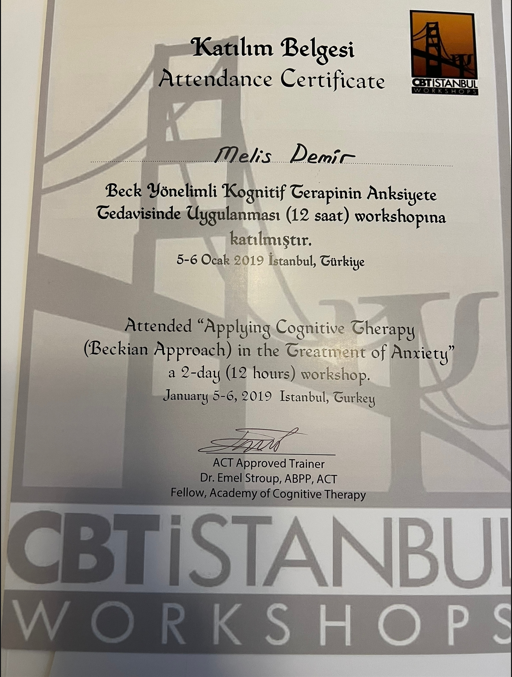 Katılım Belgesi
Attendance Certificate
CBTİSTANBUL
WORKSHOPS
Melis Demir
Beck Yönelimli Kognitif Terapinin Anksiyete
Tedavisinde Uygulanması (12 saat) workshopına
katılmıştır.
5-6 Ocak 2019 İstanbul, Türkiye
Attended “Applying Cognitive Therapy
(Beckian Approach) in the Treatment of Anxiety”
a 2-day (12 hours) workshop.
January 5-6, 2019 Istanbul, Turkey
ACT Approved Trainer
Dr. Emel Stroup, ABPP, ACT
Fellow, Academy of Cognitive Therapy
CBTiSTANBUL
WORKSHOPS